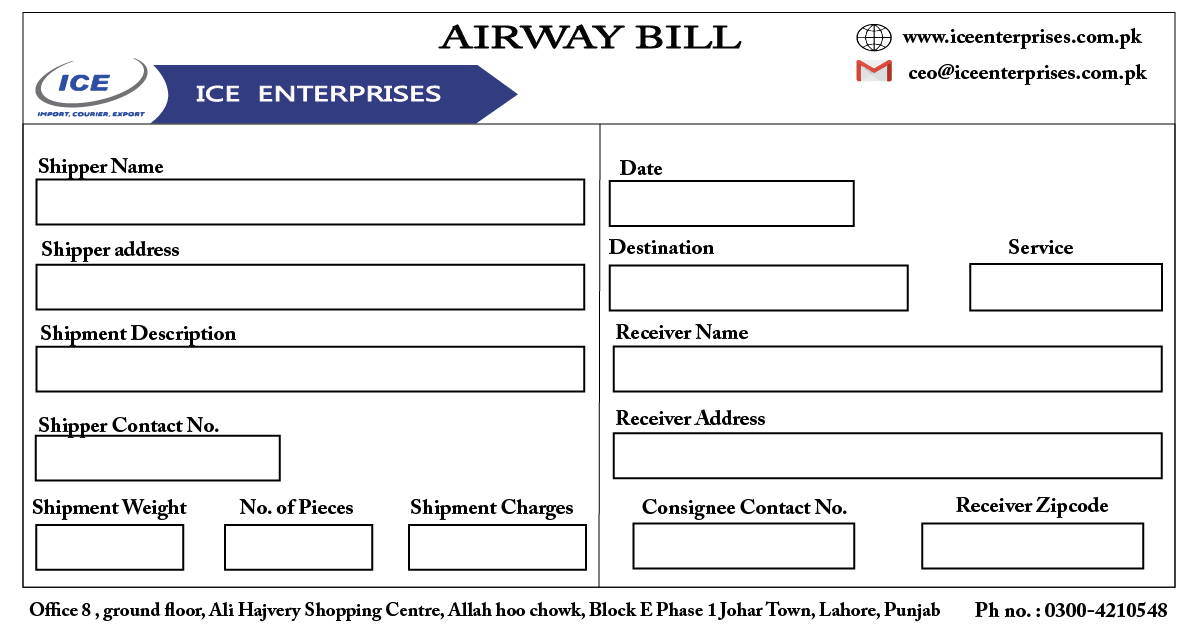 AIRWAY BILL
www.iceenterprises.com.pk
ceo@iceenterprises.com.pk
ICE
IMPORT, COURIER, EXPORT
ICE ENTERPRISES
Shipper Name
Shipper address
Shipment Description
Shipper Contact No.
Shipment Weight
No. of Pieces
Shipment Charges
Date
Destination
Service
Receiver Name
Receiver Address
Consignee Contact No.
Receiver Zipcode
Office 8 , ground floor, Ali Hajvery Shopping Centre, Allah hoo chowk, Block E Phase 1 Johar Town, Lahore, Punjab
Ph no. : 0300-4210548